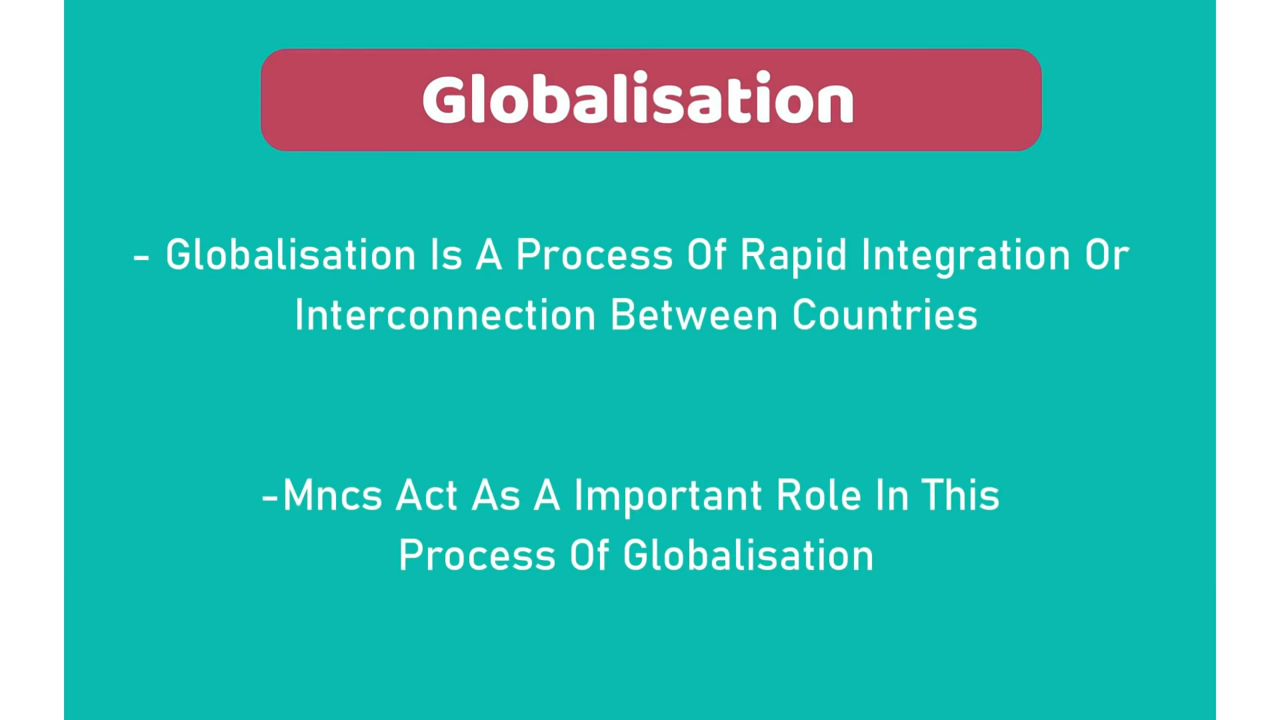 Globalisation
- Globalisation Is A Process Of Rapid Integration Or
Interconnection Between Countries
-Mncs Act As A Important Role In This
Process Of Globalisation